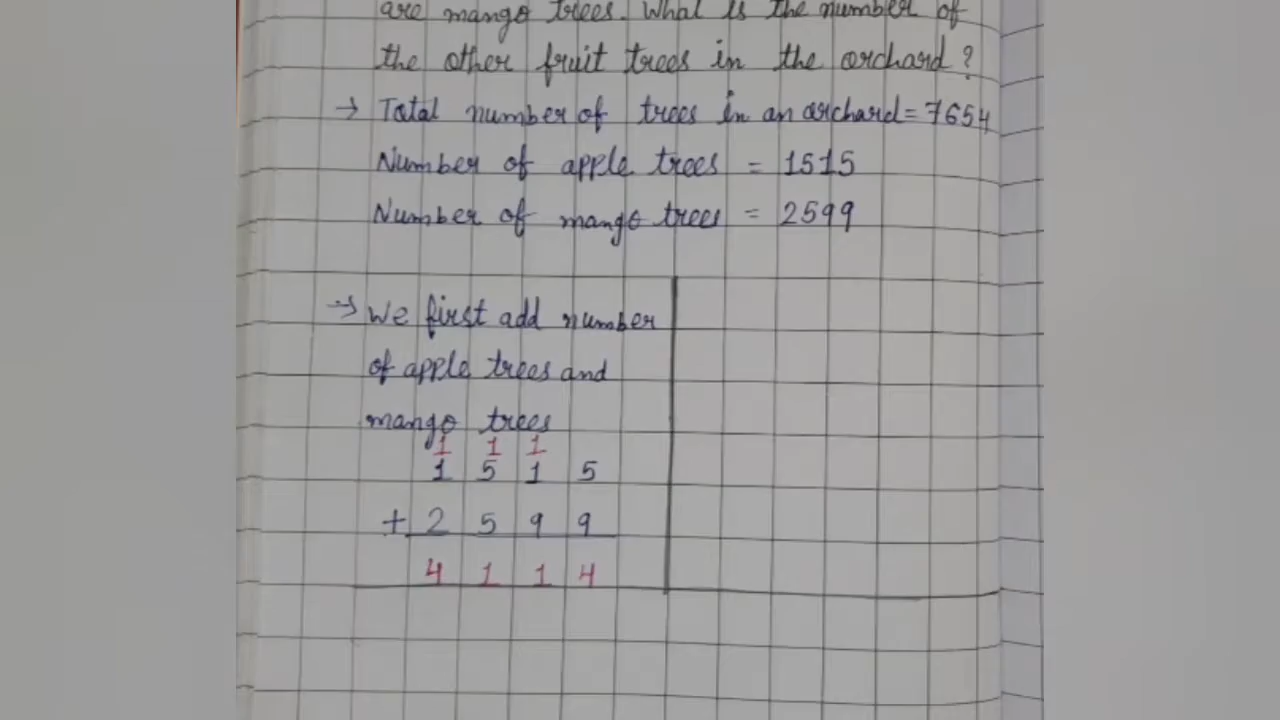 are mango trees. What is the number of
the other fruit trees in the orchard?
→ Total number of trees in an orchard = 7654
Number of apple trees = 1515
Number of mango trees = 2599
→ We first add number
of apple trees and
mango trees
1 1 1
1 5 1 5
+ 2 5 9 9
4 1 1 4